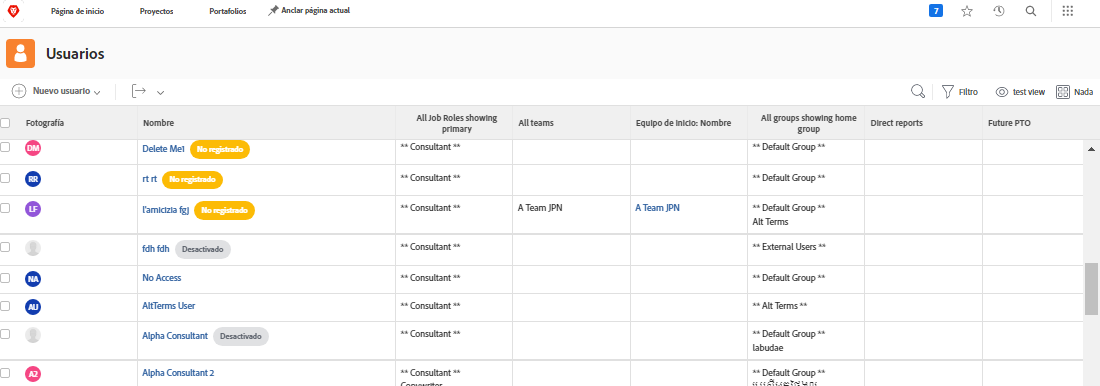 Página de inicio Proyectos Portafolios Anclar página actual 7
Usuarios
Nuevo usuario Filtro test view Nada
Fotografía Nombre All Job Roles showing primary All teams Equipo de inicio: Nombre All groups showing home group Direct reports Future PTO
DM Delete Me1 No registrado ** Consultant ** ** Default Group **
RR rt rt No registrado ** Consultant ** ** Default Group **
LF l'amicizia fgj No registrado ** Consultant ** A Team JPN A Team JPN ** Default Group **
Alt Terms
fdh fdh Desactivado ** Consultant ** ** External Users **
NA No Access ** Consultant ** ** Default Group **
AU AltTerms User ** Consultant ** ** Alt Terms **
Alpha Consultant Desactivado ** Consultant ** ** Default Group **
labudae
A2 Alpha Consultant 2 ** Consultant ** ** Default Group **
Copywriter